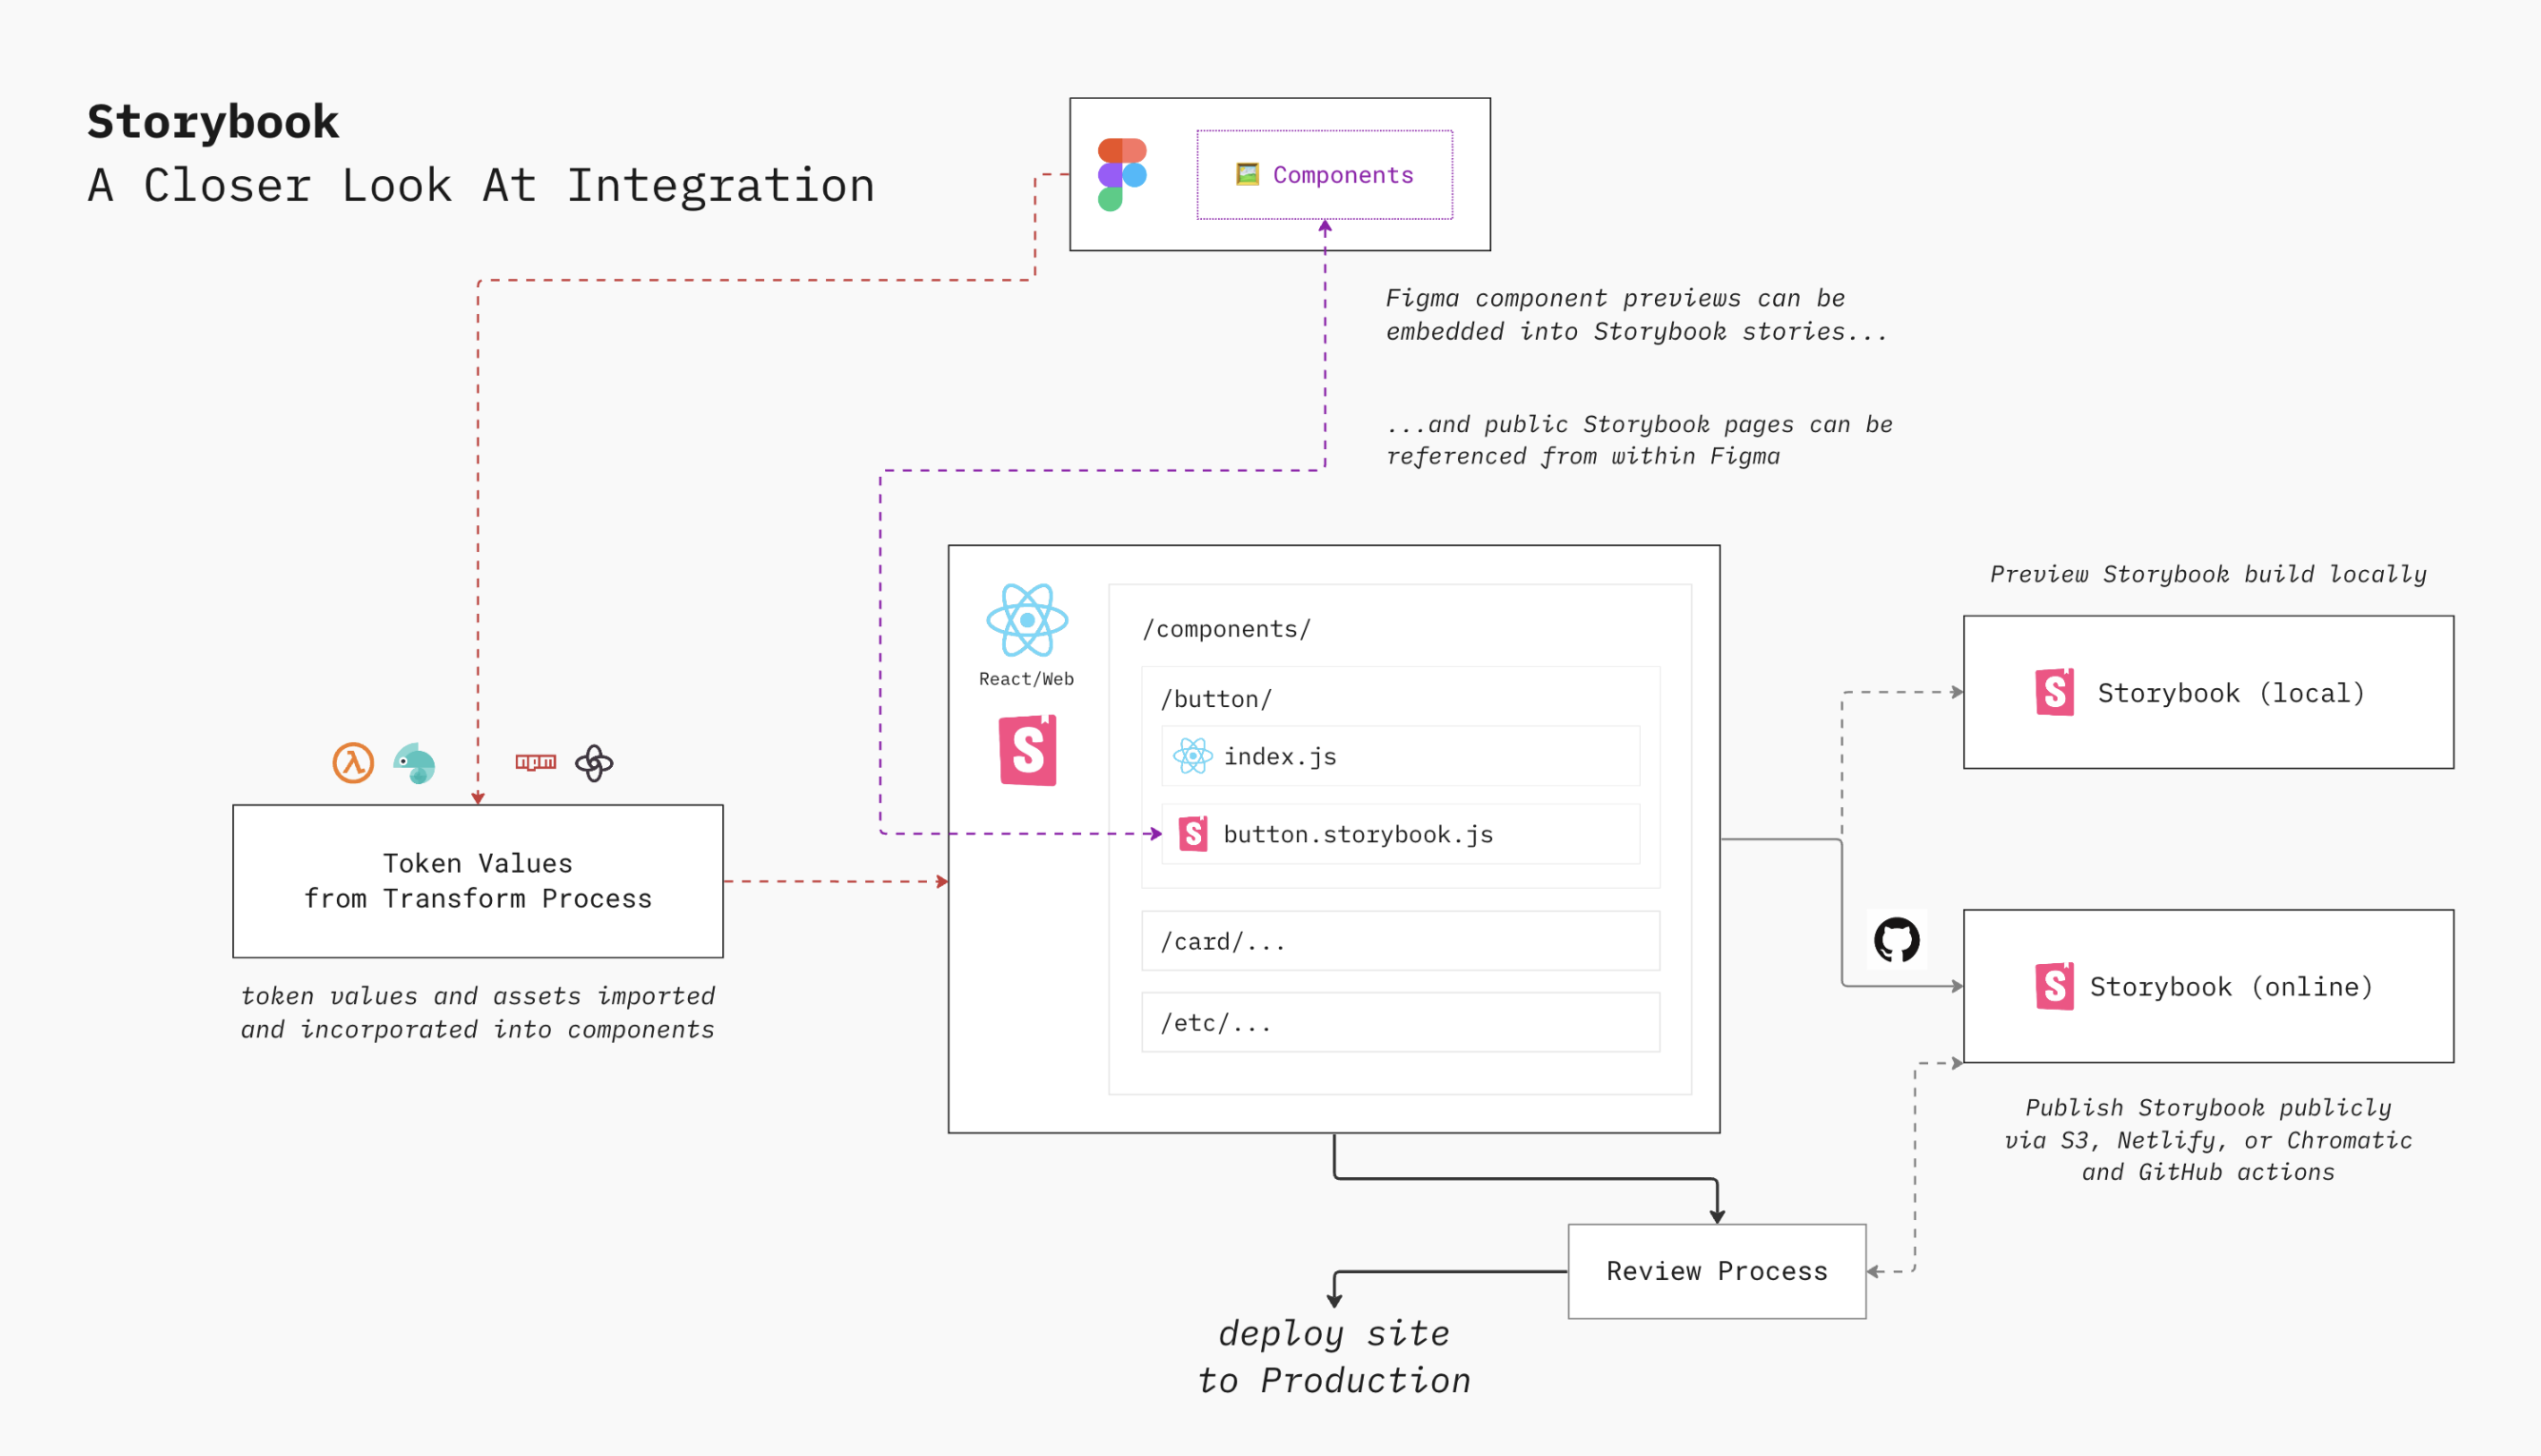 Storybook
A Closer Look At Integration
Components
Figma component previews can be
embedded into Storybook stories...
...and public Storybook pages can be
referenced from within Figma
React/Web
/components/
/button/
index.js
button.storybook.js
/card/...
/etc/...
npm
Token Values
from Transform Process
token values and assets imported
and incorporated into components
Preview Storybook build locally
Storybook (local)
Storybook (online)
Publish Storybook publicly
via S3, Netlify, or Chromatic
and GitHub actions
Review Process
deploy site
to Production